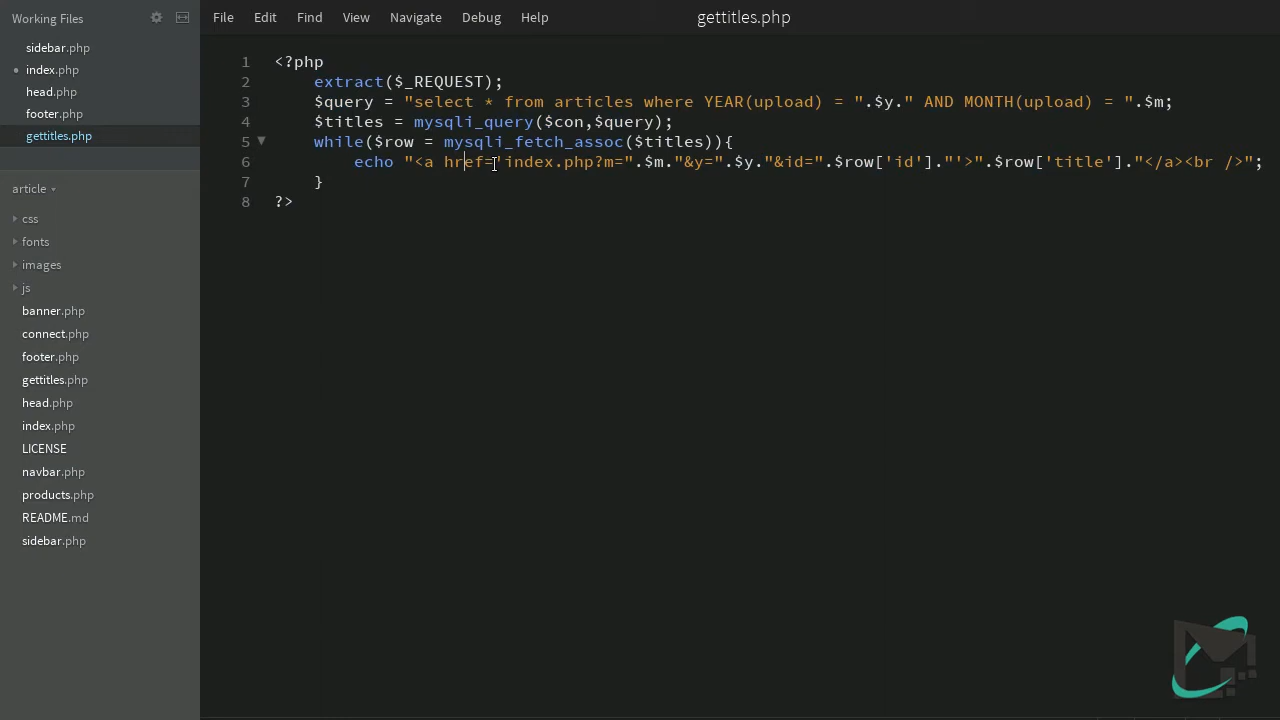 Working Files
File Edit Find View Navigate Debug Help
gettitles.php
sidebar.php
index.php
head.php
footer.php
gettitles.php
article
css
fonts
images
js
banner.php
connect.php
footer.php
gettitles.php
head.php
index.php
LICENSE
navbar.php
products.php
README.md
sidebar.php
1 <?php
2 extract($_REQUEST);
3 $query = "select * from articles where YEAR(upload) = ".$y." AND MONTH(upload) = ".$m;
4 $titles = mysqli_query($con,$query);
5 while($row = mysqli_fetch_assoc($titles)){
6 echo "<a href='index.php?m=".$m."&y=".$y."&id=".$row['id']."'>".$row['title']."</a><br />";
7 }
8 ?>